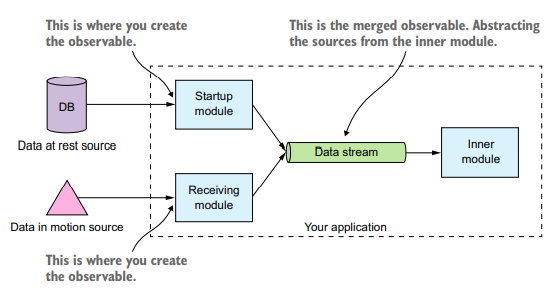 This is where you create
the observable.
This is the merged observable. Abstracting
the sources from the inner module.
DB
Data at rest source
Startup
module
Data stream
Inner
module
Receiving
module
Data in motion source
Your application
This is where you create
the observable.